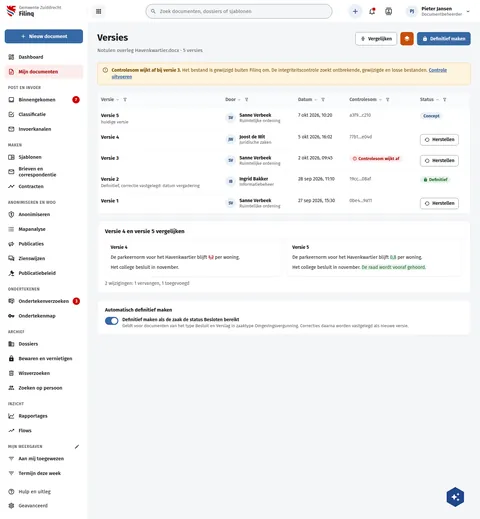 Gemeente Zuiddrecht
Filinq
Zoek documenten, dossiers of sjablonen
PJ
Pieter Jansen
Documentbeheerder
+ Nieuw document
Dashboard
Mijn documenten
POST EN INVOER
Binnengekomen
Classificatie
Invoerkanalen
MAKEN
Sjablonen
Brieven en correspondentie
Contracten
ANONIMISEREN EN WOO
Anonimiseren
Mapanalyse
Publicaties
Zienswijzen
Publicatiebeleid
ONDERTEKENEN
Ondertekenverzoeken
Ondertekenmap
ARCHIEF
Dossiers
Bewaren en vernietigen
Wisverzoeken
Zoeken op persoon
INZICHT
Rapportages
Flows
MIJN WEERGAVEN
Aan mij toegewezen
Termijn deze week
Hulp en uitleg
Geavanceerd
Versies
Notulen overleg Havenkwartier.docx · 5 versies
Vergelijken
Definitief maken
Controlesom wijkt af bij versie 3. Het bestand is gewijzigd buiten Filinq om. De integriteitscontrole zoekt ontbrekende, gewijzigde en losse bestanden. Controle
uitvoeren
Versie Door Datum Controlesom Status
Versie 5
huidige versie
SV
Sanne Verbeek
Ruimtelijke ordening
7 okt 2026, 10:20
Concept
Versie 4
Joost de Wit
Juridische zaken
5 okt 2026, 16:02
Herstellen
Versie 3
SV
Sanne Verbeek
Ruimtelijke ordening
2 okt 2026, 09:45
Controlesom wijkt af
Herstellen
Versie 2
Definitief, correctie vastgelegd: datum vergadering
IB
Ingrid Bakker
Informatiebeheer
28 sep 2026, 11:10
Definitief
Versie 1
SV
Sanne Verbeek
Ruimtelijke ordening
27 sep 2026, 15:30
Herstellen
Versie 4 en versie 5 vergelijken
Versie 4
De parkeernorm voor het Havenkwartier blijft per woning.
Het college besluit in november.
Versie 5
De parkeernorm voor het Havenkwartier blijft per woning.
Het college besluit in november. De raad wordt vooraf gehoord.
2 wijzigingen: 1 vervangen, 1 toegevoegd
Automatisch definitief maken
Definitief maken als de zaak de status Besloten bereikt
Geldt voor documenten van het type Besluit en Verslag in zaaktype Omgevingsvergunning. Correcties daarna worden vastgelegd als nieuwe versie.